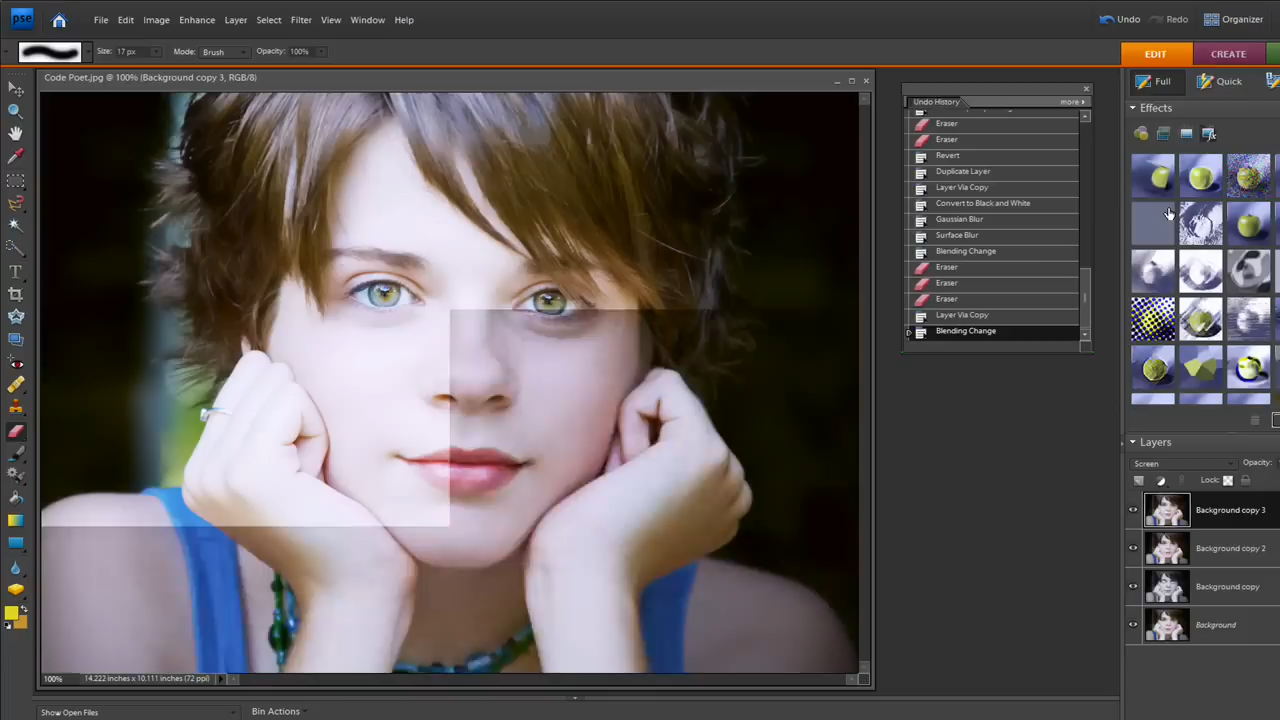 pse File Edit Image Enhance Layer Select Filter View Window Help Undo Redo Organizer
Size: 17 px Mode: Brush Opacity: 100%
EDIT CREATE
Code Poet.jpg @ 100% (Background copy 3, RGB/8)
Full Quick
Undo History more
Effects
Eraser
Eraser
Revert
Duplicate Layer
Layer Via Copy
Convert to Black and White
Gaussian Blur
Surface Blur
Blending Change
Eraser
Eraser
Eraser
Layer Via Copy
Blending Change
Layers
Screen Opacity:
Lock:
Background copy 3
Background copy 2
Background copy
Background
100% 14.222 inches x 10.111 inches (72 ppi)
Show Open Files Bin Actions